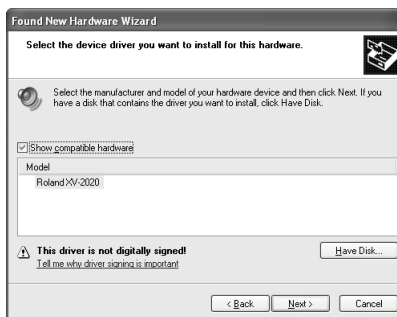 Found New Hardware Wizard
Select the device driver you want to install for this hardware.
Select the manufacturer and model of your hardware device and then click Next. If you
have a disk that contains the driver you want to install, click Have Disk.
Show compatible hardware
Model
Roland XV-2020
This driver is not digitally signed!
Have Disk...
Tell me why driver signing is important
< Back
Next >
Cancel